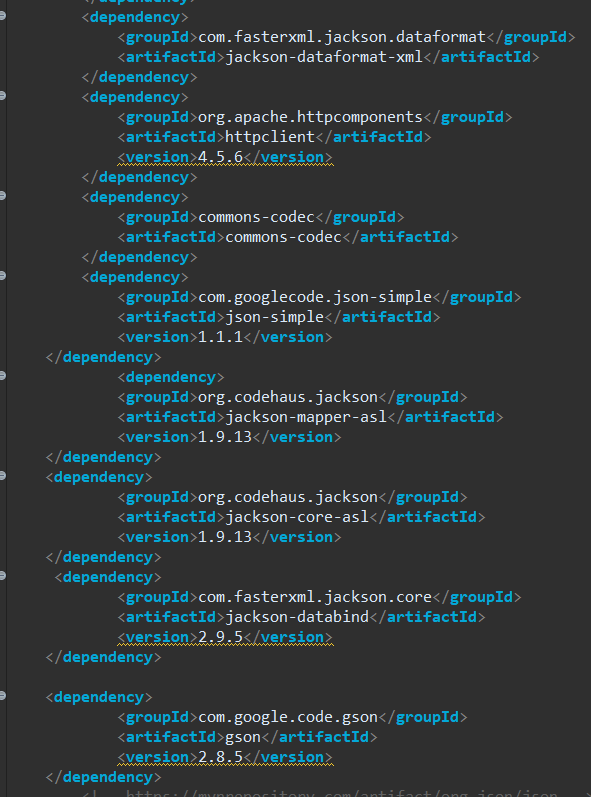 </dependency>
<dependency>
<groupId>com.fasterxml.jackson.dataformat</groupId>
<artifactId>jackson-dataformat-xml</artifactId>
</dependency>
<dependency>
<groupId>org.apache.httpcomponents</groupId>
<artifactId>httpclient</artifactId>
<version>4.5.6</version>
</dependency>
<dependency>
<groupId>commons-codec</groupId>
<artifactId>commons-codec</artifactId>
</dependency>
<dependency>
<groupId>com.googlecode.json-simple</groupId>
<artifactId>json-simple</artifactId>
<version>1.1.1</version>
</dependency>
<dependency>
<groupId>org.codehaus.jackson</groupId>
<artifactId>jackson-mapper-asl</artifactId>
<version>1.9.13</version>
</dependency>
<dependency>
<groupId>org.codehaus.jackson</groupId>
<artifactId>jackson-core-asl</artifactId>
<version>1.9.13</version>
</dependency>
<dependency>
<groupId>com.fasterxml.jackson.core</groupId>
<artifactId>jackson-databind</artifactId>
<version>2.9.5</version>
</dependency>
<dependency>
<groupId>com.google.code.gson</groupId>
<artifactId>gson</artifactId>
<version>2.8.5</version>
</dependency>